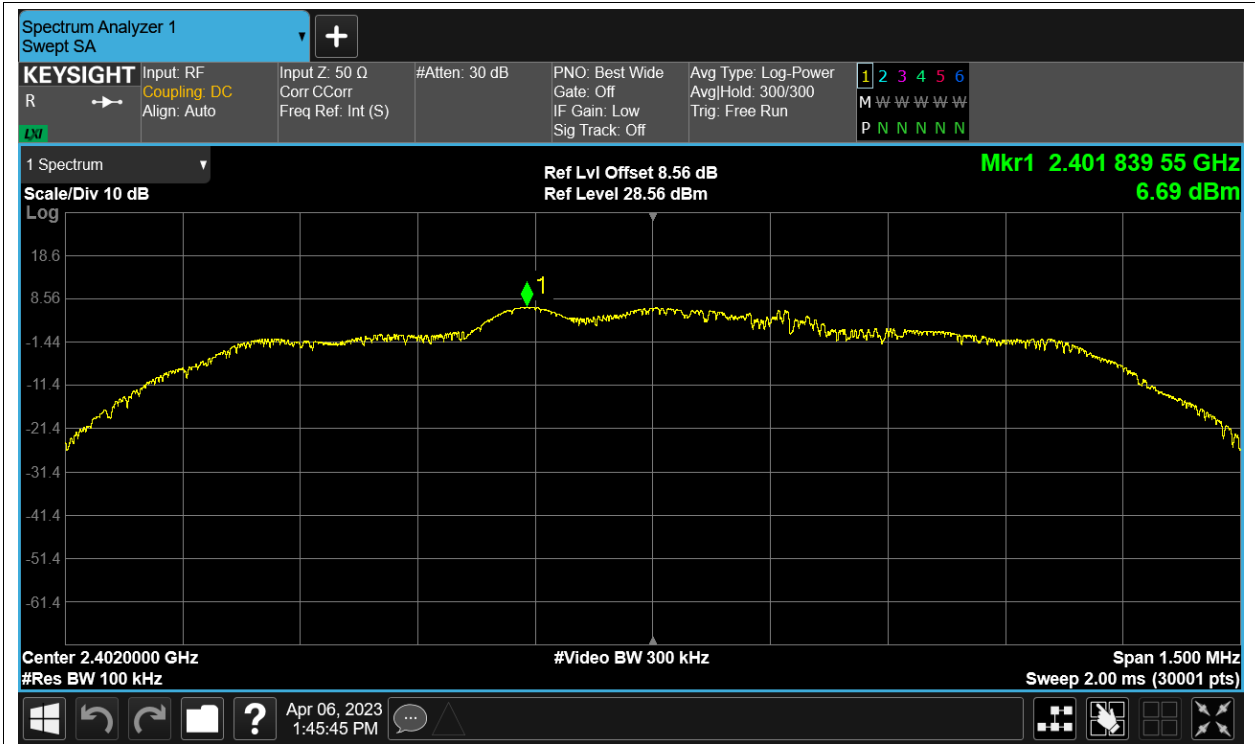 Spectrum Analyzer 1
Swept SA
KEYSIGHT
R
LXI
Input: RF
Coupling: DC
Align: Auto
Input Z: 50 Ω
Corr CCorr
Freq Ref: Int (S)
#Atten: 30 dB
PNO: Best Wide
Gate: Off
IF Gain: Low
Sig Track: Off
Avg Type: Log-Power
Avg|Hold: 300/300
Trig: Free Run
1 2 3 4 5 6
M W W W W W
P N N N N N
1 Spectrum
Scale/Div 10 dB
Log
Ref Lvl Offset 8.56 dB
Ref Level 28.56 dBm
Mkr1 2.401 839 55 GHz
6.69 dBm
1
18.6
8.56
-1.44
-11.4
-21.4
-31.4
-41.4
-51.4
-61.4
Center 2.4020000 GHz
#Res BW 100 kHz
#Video BW 300 kHz
Span 1.500 MHz
Sweep 2.00 ms (30001 pts)
?
Apr 06, 2023
1:45:45 PM